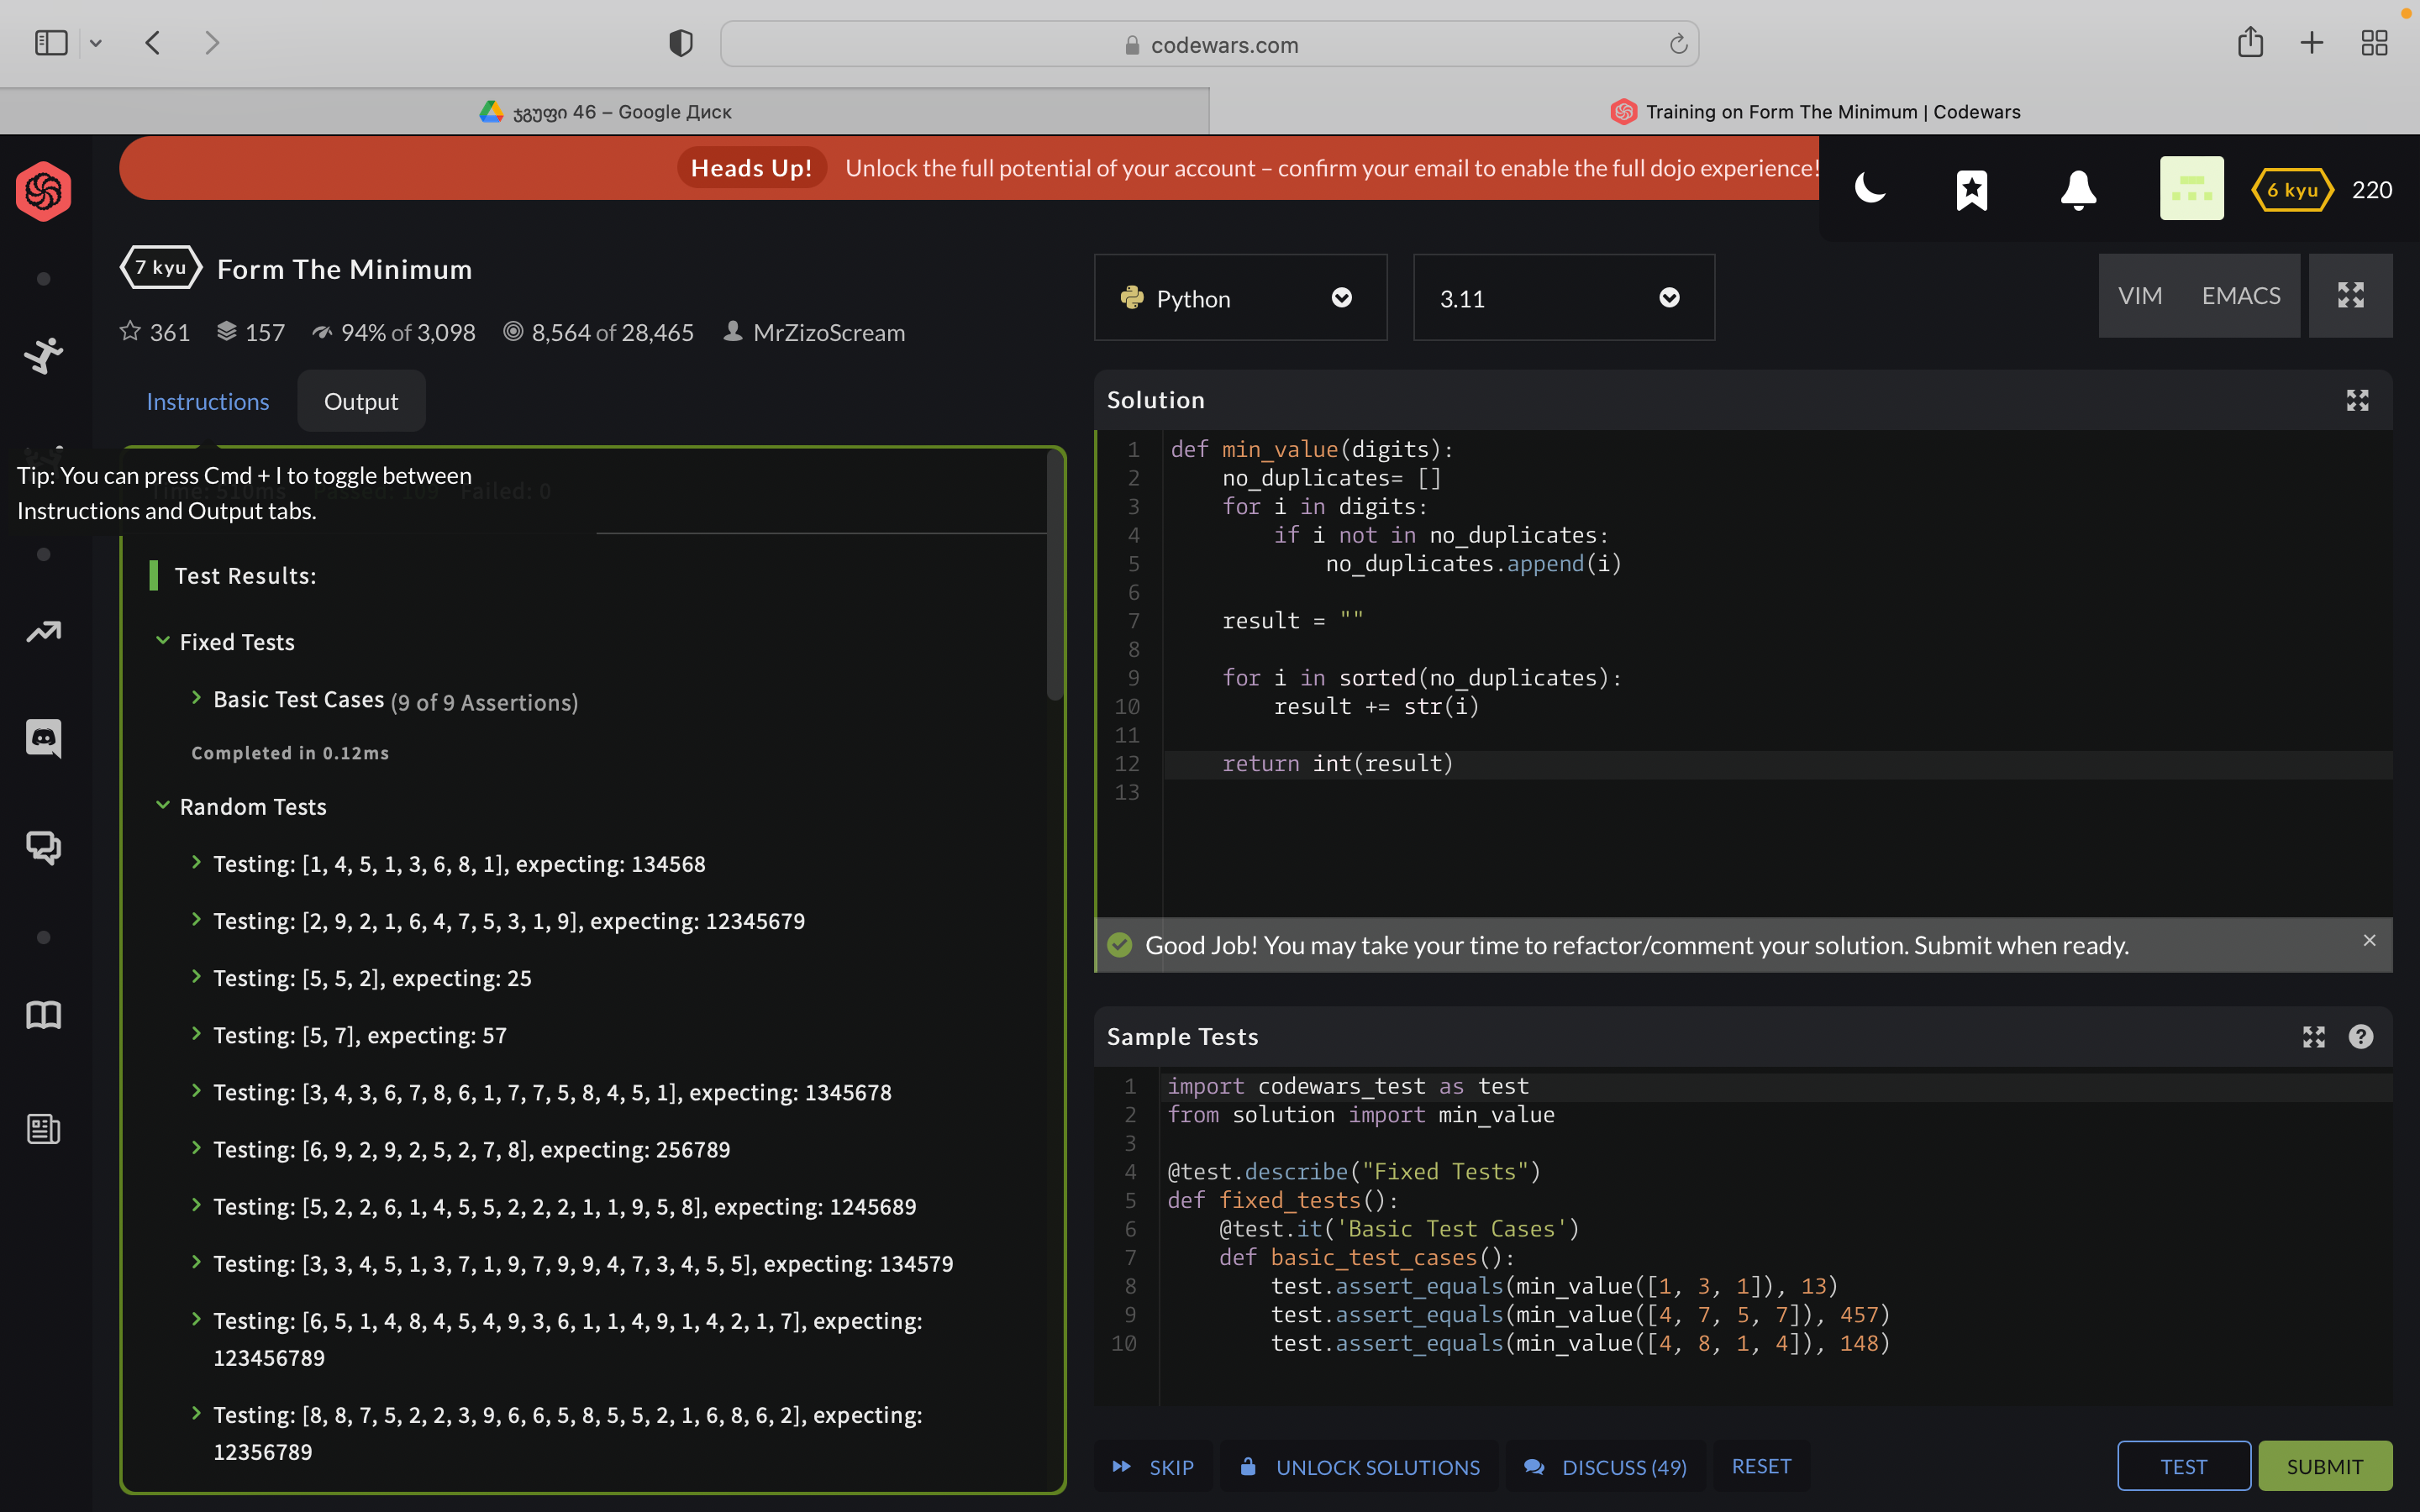 codewars.com
ჯგუფი 46 – Google Диск
Training on Form The Minimum | Codewars
Heads Up! Unlock the full potential of your account – confirm your email to enable the full dojo experience!
6 kyu 220
7 kyu Form The Minimum
361 157 94% of 3,098 8,564 of 28,465 MrZizoScream
Instructions Output
Tip: You can press Cmd + I to toggle between
Instructions and Output tabs.
Time: 510ms Passed: 109 Failed: 0
Test Results:
Fixed Tests
Basic Test Cases (9 of 9 Assertions)
Completed in 0.12ms
Random Tests
Testing: [1, 4, 5, 1, 3, 6, 8, 1], expecting: 134568
Testing: [2, 9, 2, 1, 6, 4, 7, 5, 3, 1, 9], expecting: 12345679
Testing: [5, 5, 2], expecting: 25
Testing: [5, 7], expecting: 57
Testing: [3, 4, 3, 6, 7, 8, 6, 1, 7, 7, 5, 8, 4, 5, 1], expecting: 1345678
Testing: [6, 9, 2, 9, 2, 5, 2, 7, 8], expecting: 256789
Testing: [5, 2, 2, 6, 1, 4, 5, 5, 2, 2, 2, 1, 1, 9, 5, 8], expecting: 1245689
Testing: [3, 3, 4, 5, 1, 3, 7, 1, 9, 7, 9, 9, 4, 7, 3, 4, 5, 5], expecting: 134579
Testing: [6, 5, 1, 4, 8, 4, 5, 4, 9, 3, 6, 1, 1, 4, 9, 1, 4, 2, 1, 7], expecting:
123456789
Testing: [8, 8, 7, 5, 2, 2, 3, 9, 6, 6, 5, 8, 5, 5, 2, 1, 6, 8, 6, 2], expecting:
12356789
Python 3.11
VIM EMACS
Solution
1 def min_value(digits):
2     no_duplicates= []
3     for i in digits:
4         if i not in no_duplicates:
5             no_duplicates.append(i)
6
7     result = ""
8
9     for i in sorted(no_duplicates):
10         result += str(i)
11
12     return int(result)
13
Good Job! You may take your time to refactor/comment your solution. Submit when ready.
Sample Tests
1 import codewars_test as test
2 from solution import min_value
3
4 @test.describe("Fixed Tests")
5 def fixed_tests():
6     @test.it('Basic Test Cases')
7     def basic_test_cases():
8         test.assert_equals(min_value([1, 3, 1]), 13)
9         test.assert_equals(min_value([4, 7, 5, 7]), 457)
10         test.assert_equals(min_value([4, 8, 1, 4]), 148)
SKIP UNLOCK SOLUTIONS DISCUSS (49) RESET TEST SUBMIT